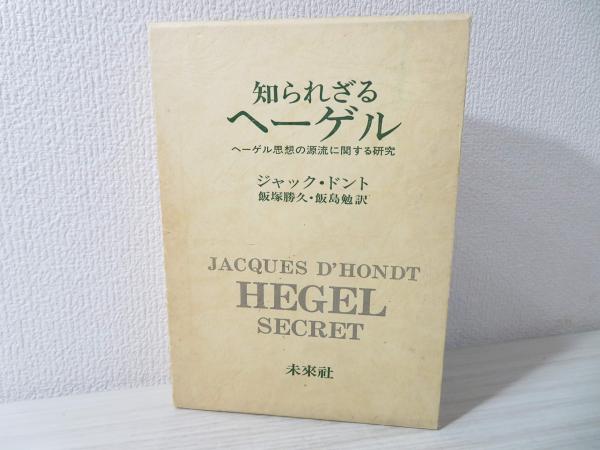 知られざる
ヘーゲル
ヘーゲル思想の源流に関する研究
ジャック・ドント
飯塚勝久・飯島勉訳
JACQUES D'HONDT
HEGEL
SECRET
未來社